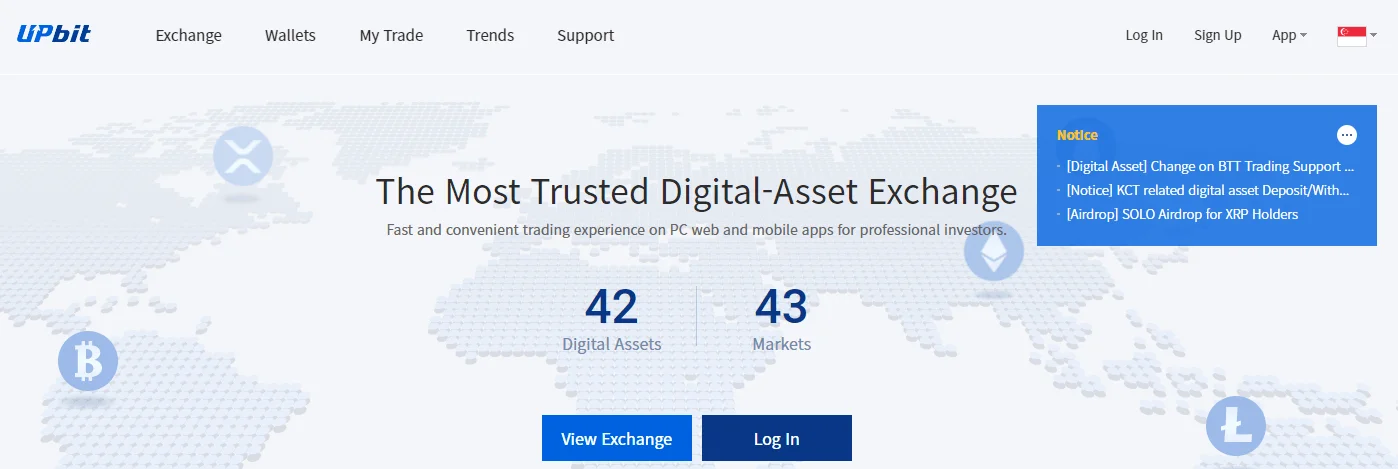 UPbit
Exchange Wallets My Trade Trends Support
Log In Sign Up App
Notice
- [Digital Asset] Change on BTT Trading Support ...
- [Notice] KCT related digital asset Deposit/With...
- [Airdrop] SOLO Airdrop for XRP Holders
The Most Trusted Digital-Asset Exchange
Fast and convenient trading experience on PC web and mobile apps for professional investors.
42 43
Digital Assets Markets
View Exchange Log In